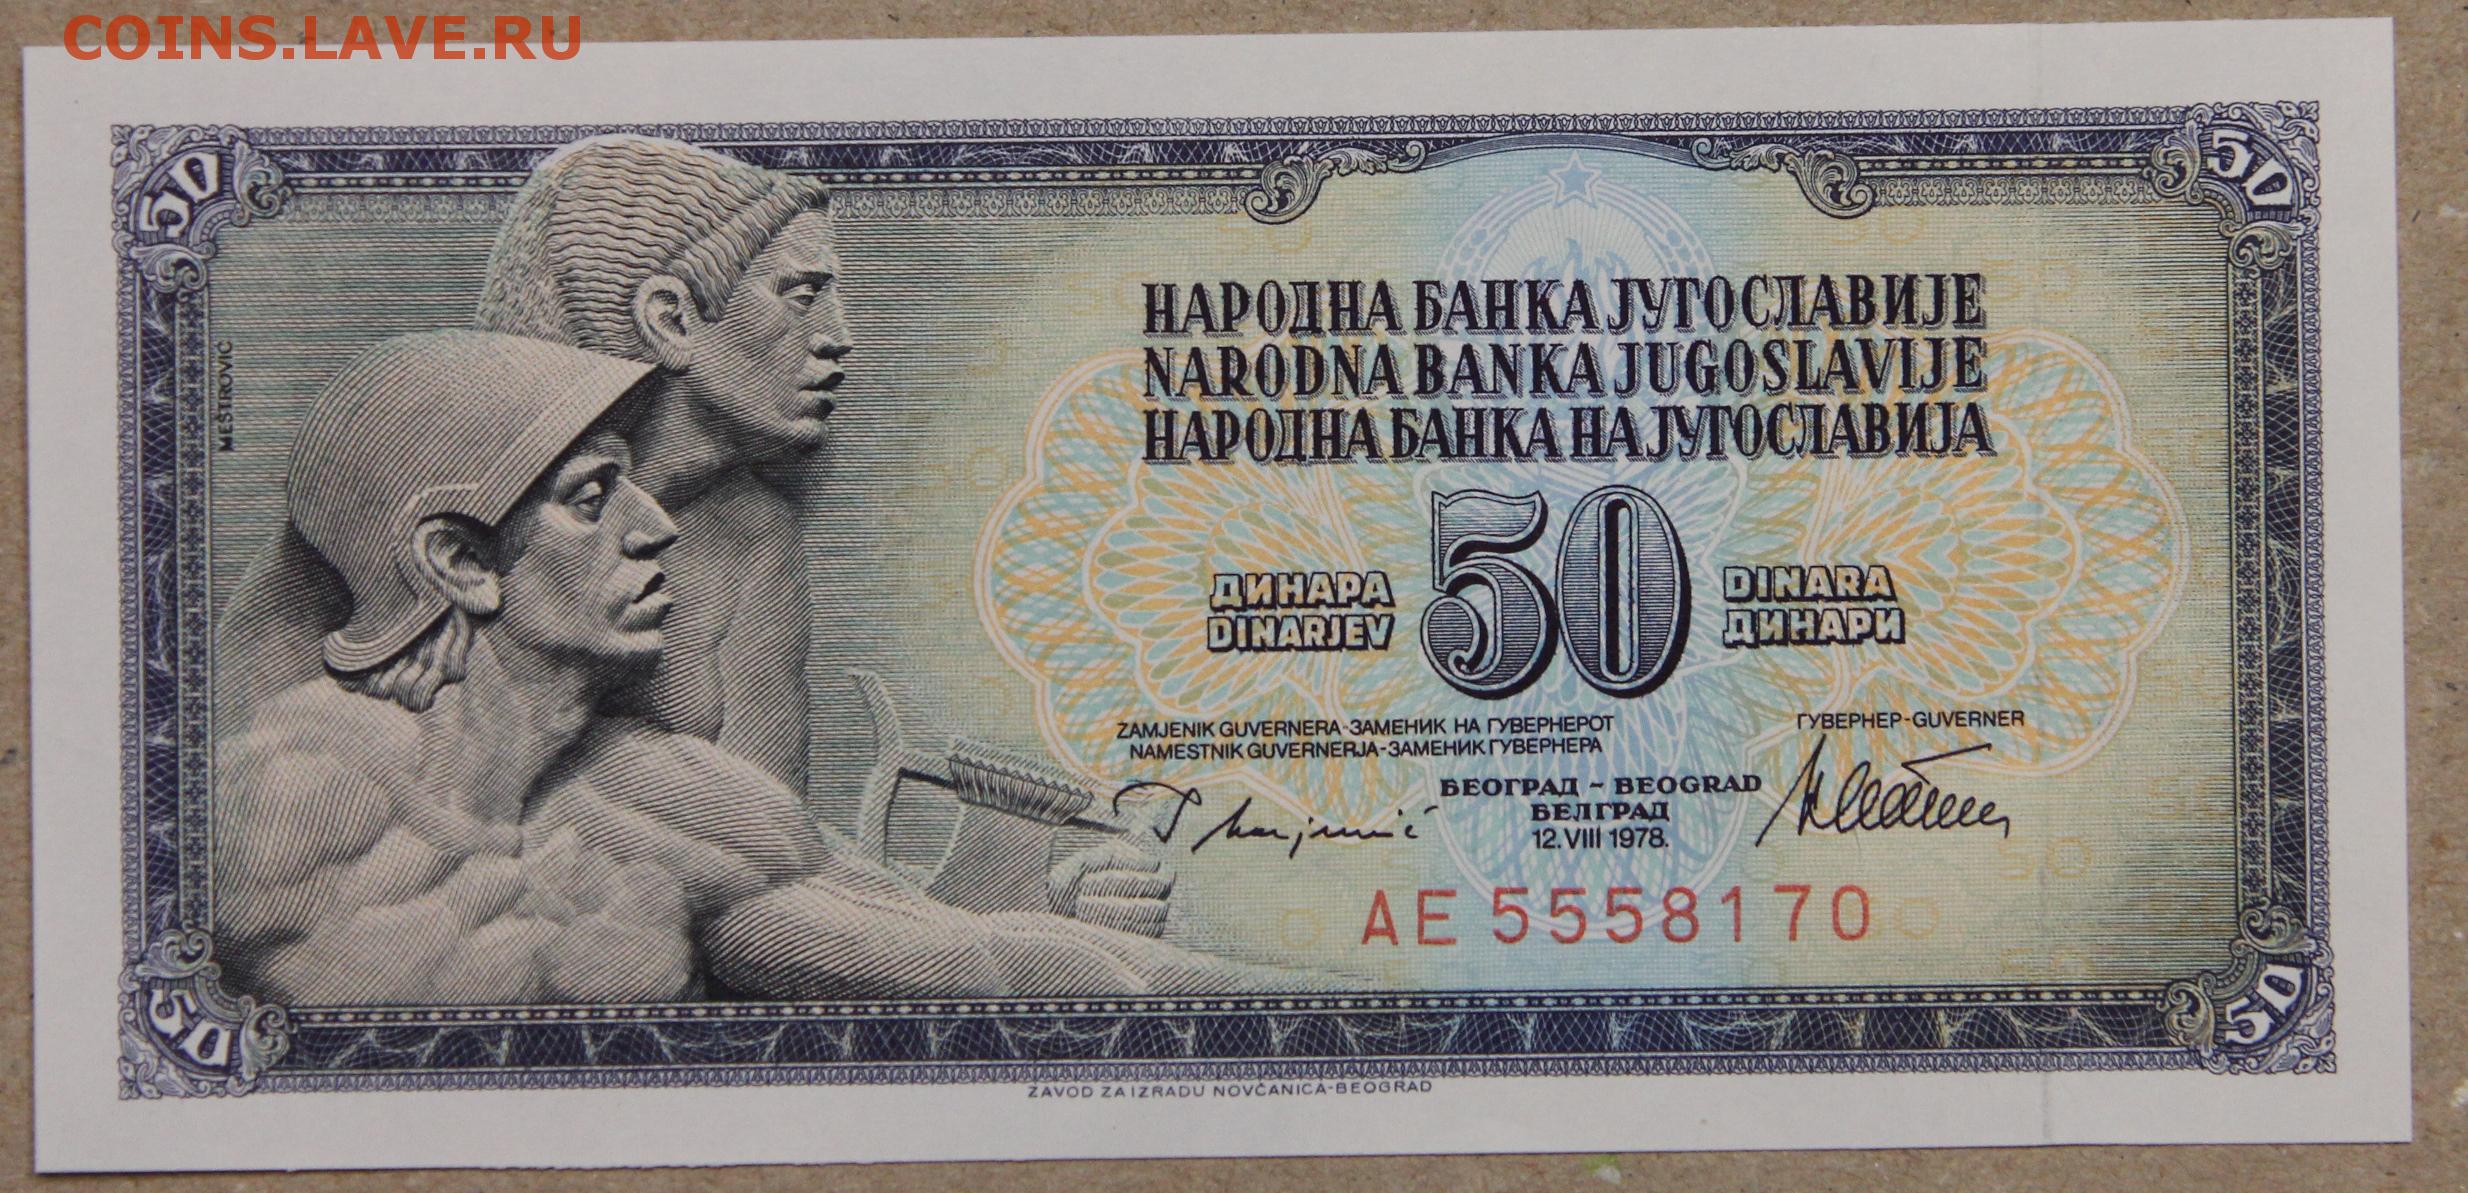 COINS.LAVE.RU
50
50
MEŠTROVIĆ
НАРОДНА БАНКА ЈУГОСЛАВИЈЕ
NARODNA BANKA JUGOSLAVIJE
НАРОДНА БАНКА НА ЈУГОСЛАВИЈА
ДИНАРА 50 DINARA
DINARJEV ДИНАРИ
ZAMJENIK GUVERNERA-ЗАМЕНИК НА ГУВЕРНЕРОТ
NAMESTNIK GUVERNERJA-ЗАМЕНИК ГУВЕРНЕРА
ГУВЕРНЕР-GUVERNER
БЕОГРАД - BEOGRAD
БЕЛГРАД
12. VIII 1978.
AE 5558170
50
50
ZAVOD ZA IZRADU NOVČANICA-BEOGRAD